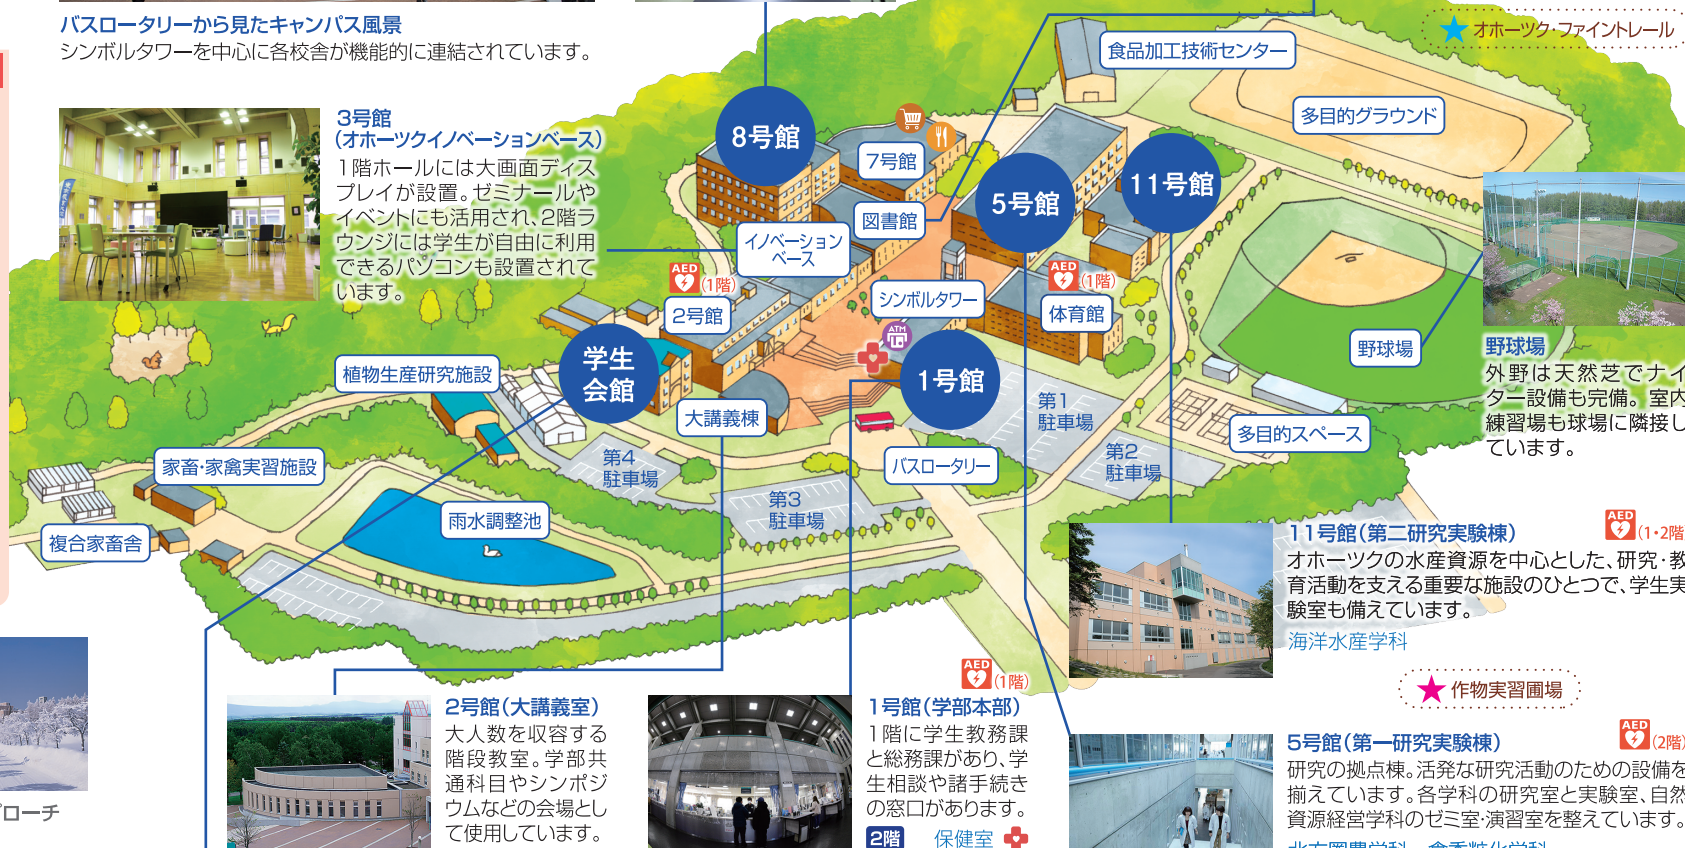 バスロータリーから見たキャンパス風景
シンボルタワーを中心に各校舎が機能的に連結されています。
3号館
（オホーツクイノベーションベース）
1階ホールには大画面ディス
プレイが設置。ゼミナールや
イベントにも活用され、2階ラ
ウンジには学生が自由に利用
できるパソコンも設置されて
います。
オホーツク・ファイントレール
食品加工技術センター
多目的グラウンド
8号館
7号館
5号館
11号館
図書館
イノベーション
ベース
AED
(1階)
2号館
シンボルタワー
AED
(1階)
体育館
ATM
野球場
野球場
外野は天然芝でナイ
ター設備も完備。室内
練習場も球場に隣接し
ています。
植物生産研究施設
学生
会館
1号館
大講義棟
第1
駐車場
多目的スペース
第2
駐車場
バスロータリー
第4
駐車場
第3
駐車場
家畜・家禽実習施設
雨水調整池
複合家畜舎
11号館（第二研究実験棟）
AED
(1・2階
オホーツクの水産資源を中心とした、研究・教
育活動を支える重要な施設のひとつで、学生実
験室も備えています。
海洋水産学科
作物実習圃場
プローチ
2号館（大講義室）
大人数を収容する
階段教室。学部共
通科目やシンポジ
ウムなどの会場とし
て使用しています。
AED
(1階)
1号館（学部本部）
1階に学生教務課
と総務課があり、学
生相談や諸手続き
の窓口があります。
2階 保健室
5号館（第一研究実験棟）
AED
(2階)
研究の拠点棟。活発な研究活動のための設備を
揃えています。各学科の研究室と実験室、自然
資源経営学科のゼミ室・演習室を整えています。
北方圏農学科 食香粧化学科